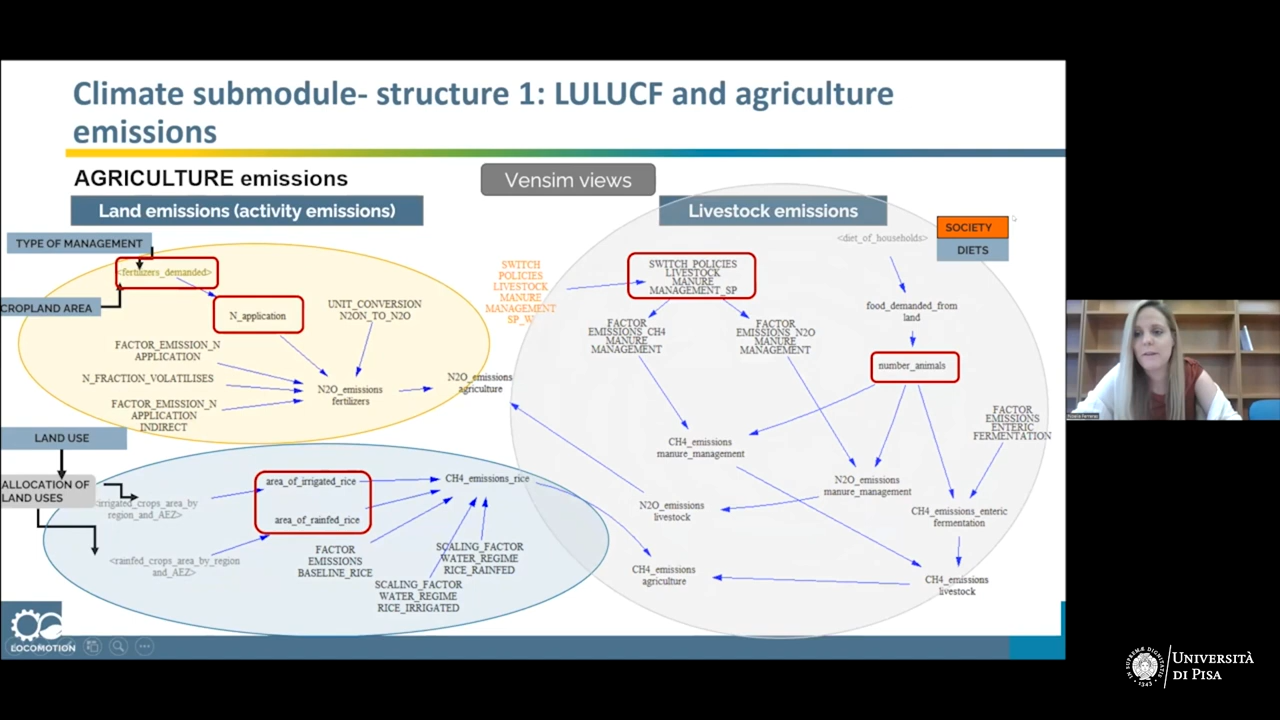 Climate submodule- structure 1: LULUCF and agriculture
emissions
AGRICULTURE emissions
Vensim views
Land emissions (activity emissions)
Livestock emissions
TYPE OF MANAGEMENT
<fertilizers_demanded>
CROPLAND AREA
N_application
UNIT_CONVERSION
N2ON_TO_N2O
FACTOR_EMISSION_N
APPLICATION
N_FRACTION_VOLATILISES
FACTOR_EMISSION_N
APPLICATION
INDIRECT
N2O_emissions
fertilizers
N2O_emissions
agriculture
SWITCH
POLICIES
LIVESTOCK
MANURE
MANAGEMENT
SP_W
SWITCH_POLICIES
LIVESTOCK
MANURE
MANAGEMENT_SP
FACTOR
EMISSIONS_CH4
MANURE
MANAGEMENT
FACTOR
EMISSIONS_N2O
MANURE
MANAGEMENT
<diet_of_households>
SOCIETY
DIETS
food_demanded_from
land
number_animals
FACTOR
EMISSIONS
ENTERIC
FERMENTATION
CH4_emissions
manure_management
N2O_emissions
manure_management
CH4_emissions_enteric
fermentation
N2O_emissions
livestock
CH4_emissions
agriculture
CH4_emissions
livestock
LAND USE
ALLOCATION OF
LAND USES
<irrigated_crops_area_by
region_and_AEZ>
<rainfed_crops_area_by_region
and_AEZ>
area_of_irrigated_rice
area_of_rainfed_rice
CH4_emissions_rice
FACTOR
EMISSIONS
BASELINE_RICE
SCALING_FACTOR
WATER_REGIME
RICE_RAINFED
SCALING_FACTOR
WATER_REGIME
RICE_IRRIGATED
LOCOMOTION
UNIVERSITÀ
DI PISA
1343